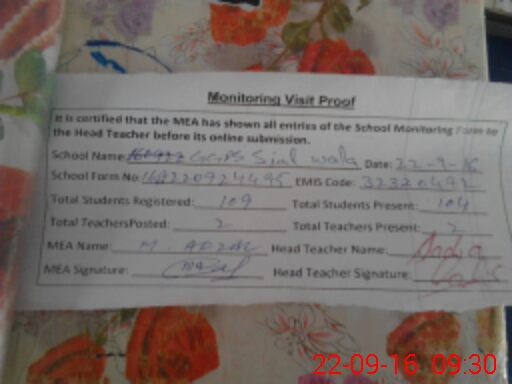 Monitoring Visit Proof
It is certified that the MEA has shown all entries of the School Monitoring Form to
the Head Teacher before its online submission.
School Name: GGPS Sial wala Date: 22-9-16
School Form No: EMIS Code:
Total Students Registered: 109 Total Students Present: 104
Total TeachersPosted: 2 Total Teachers Present: 2
MEA Name: M. AFZAL Head Teacher Name:
MEA Signature: Head Teacher Signature:
22-09-16 09:30